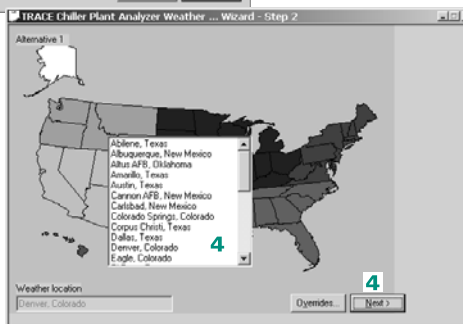 TRACE Chiller Plant Analyzer Weather ... Wizard - Step 2
Alternative 1
Abilene, Texas
Albuquerque, New Mexico
Altus AFB, Oklahoma
Amarillo, Texas
Austin, Texas
Cannon AFB, New Mexico
Carlsbad, New Mexico
Colorado Springs, Colorado
Corpus Christi, Texas
Dallas, Texas
Denver, Colorado
Eagle, Colorado
4
Weather location
Denver, Colorado
Overrides...
4
Next >